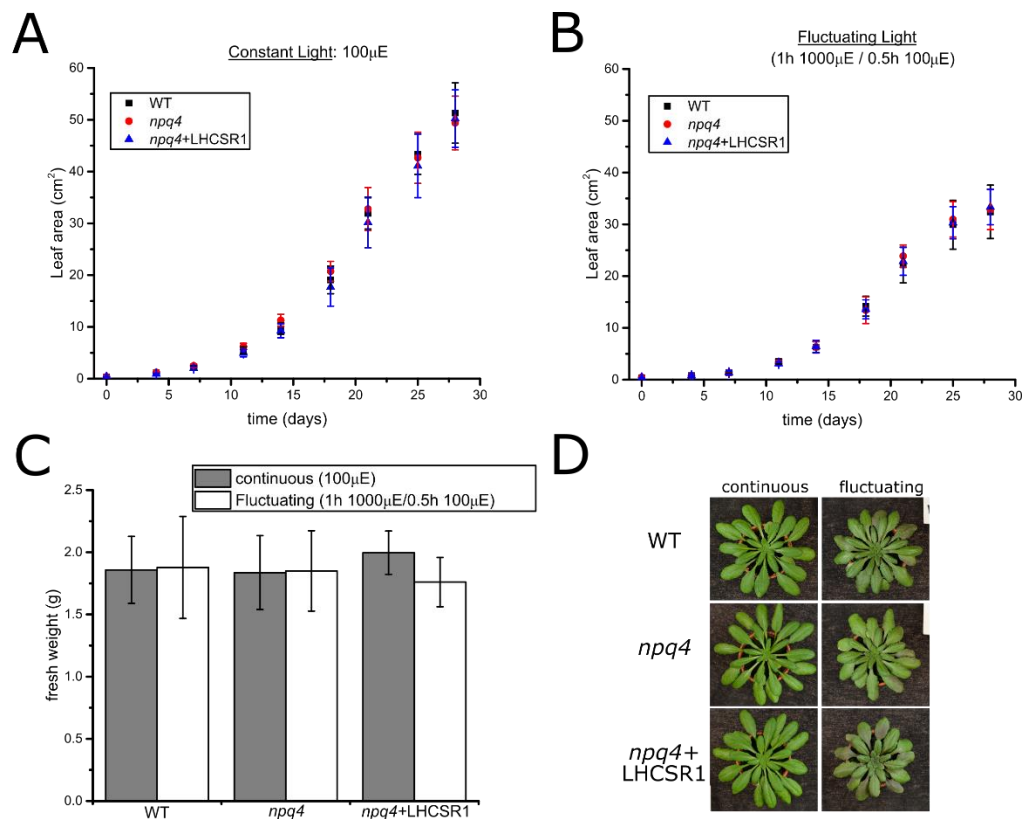 A
Constant Light: 100µE
60
50
40
30
20
10
0
Leaf area (cm²)
WT
npq4
npq4+LHCSR1
0 5 10 15 20 25 30
time (days)
B
Fluctuating Light
(1h 1000µE / 0.5h 100µE)
60
50
40
30
20
10
0
Leaf area (cm²)
WT
npq4
npq4+LHCSR1
0 5 10 15 20 25 30
time (days)
C
continuous (100µE)
Fluctuating (1h 1000µE/0.5h 100µE)
2.5
2.0
1.5
1.0
0.5
0.0
fresh weight (g)
WT npq4 npq4+LHCSR1
D
continuous fluctuating
WT
npq4
npq4+
LHCSR1